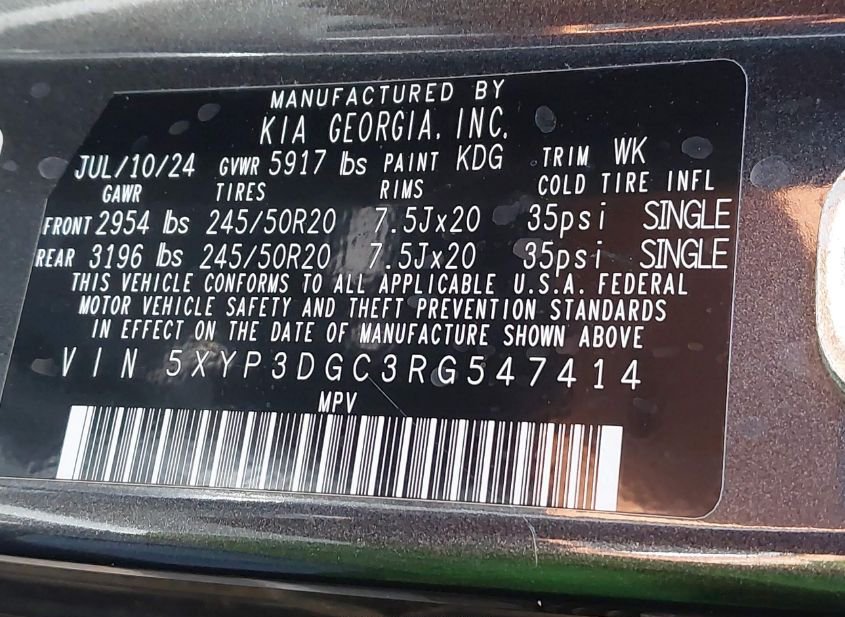 MANUFACTURED BY
KIA GEORGIA, INC.
JUL/10/24 GVWR 5917 lbs PAINT KDG TRIM WK
GAWR TIRES RIMS COLD TIRE INFL
FRONT 2954 lbs 245/50R20 7.5Jx20 35psi SINGLE
REAR 3196 lbs 245/50R20 7.5Jx20 35psi SINGLE
THIS VEHICLE CONFORMS TO ALL APPLICABLE U.S.A. FEDERAL
MOTOR VEHICLE SAFETY AND THEFT PREVENTION STANDARDS
IN EFFECT ON THE DATE OF MANUFACTURE SHOWN ABOVE
VIN 5XYP3DGC3RG547414
MPV